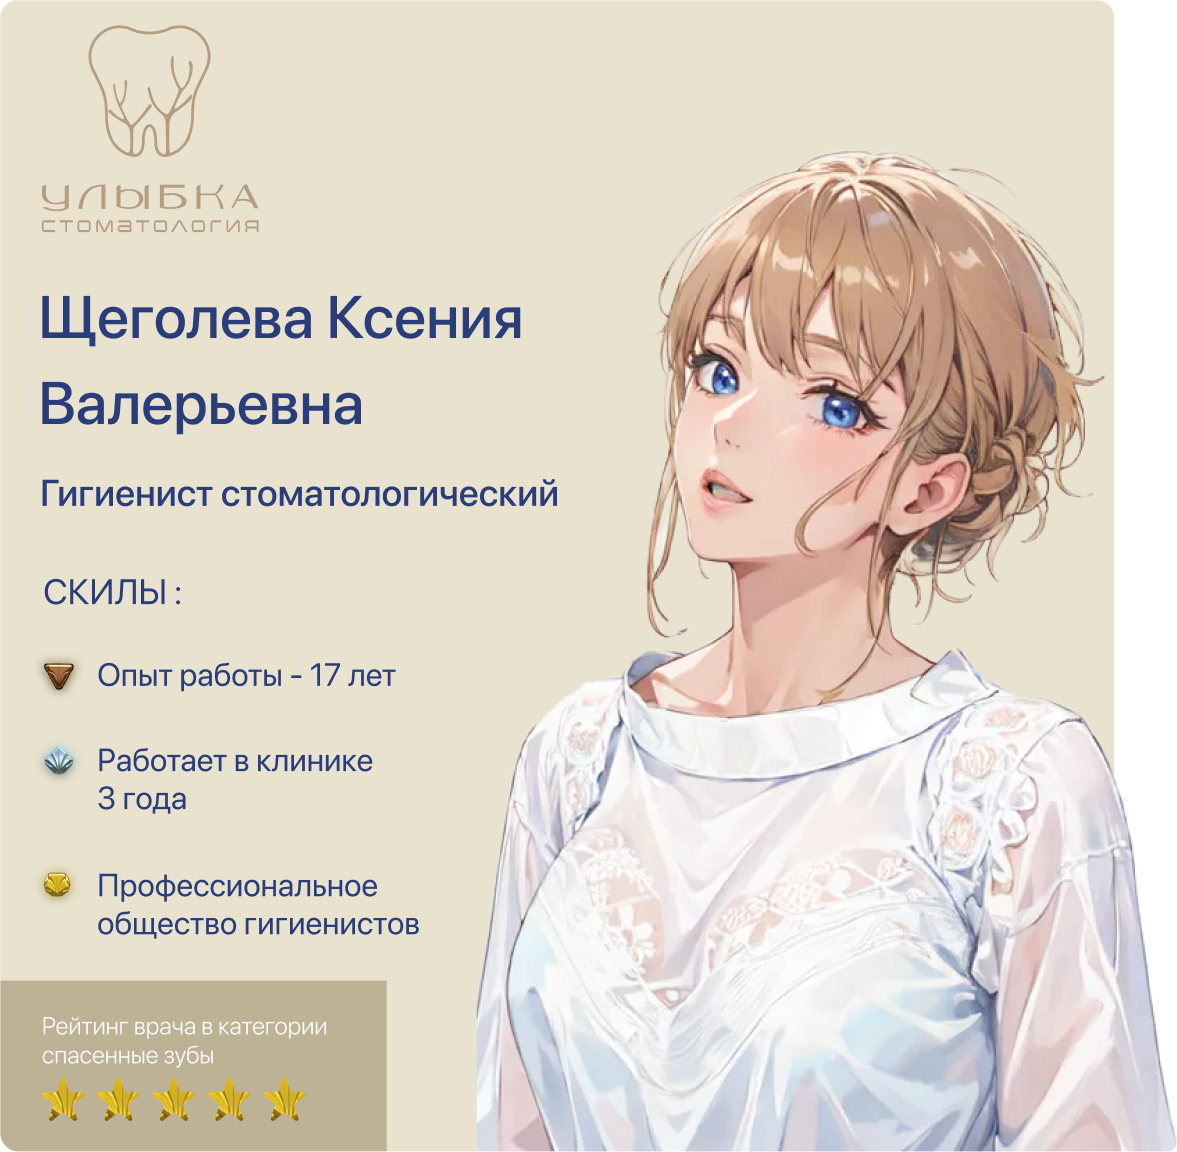 УЛЫБКА
СТОМАТОЛОГИЯ
Щеголева Ксения
Валерьевна
Гигиенист стоматологический
СКИЛЫ :
Опыт работы - 17 лет
Работает в клинике
3 года
Профессиональное
общество гигиенистов
Рейтинг врача в категории
спасенные зубы